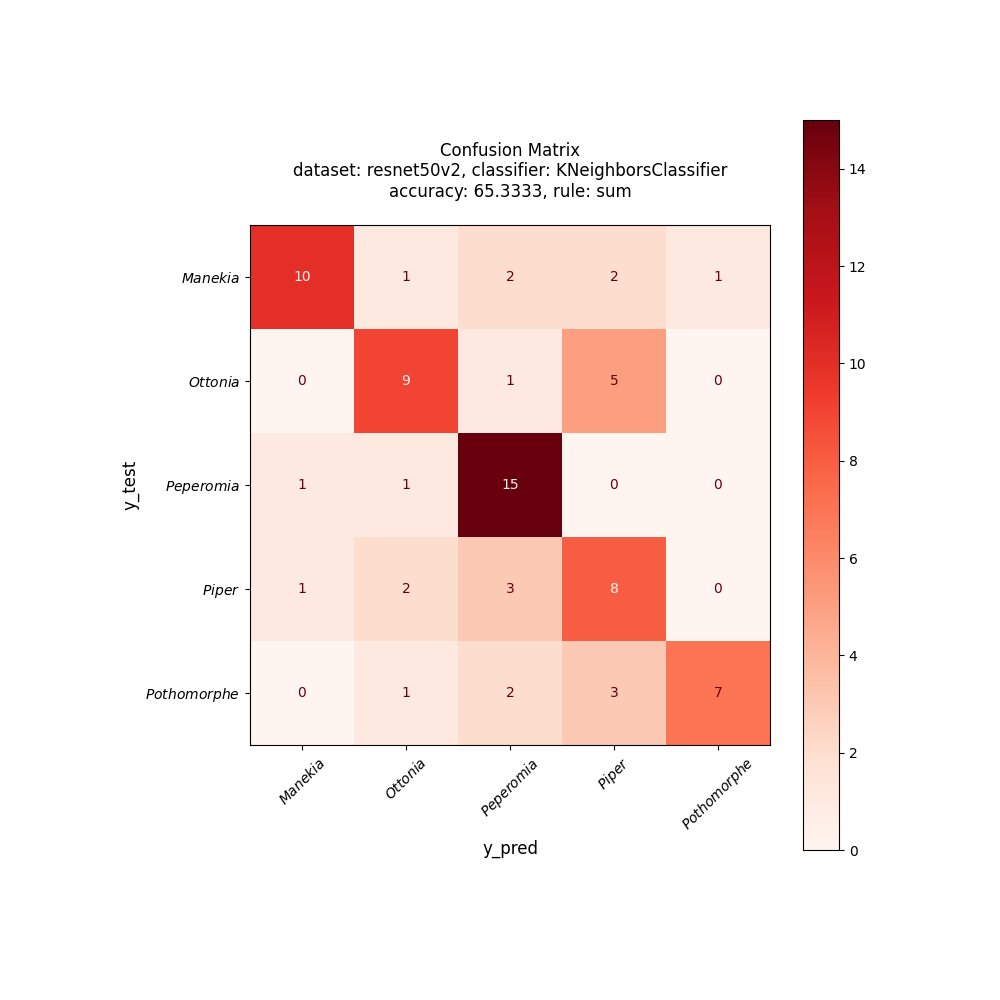 Confusion Matrix
dataset: resnet50v2, classifier: KNeighborsClassifier
accuracy: 65.3333, rule: sum
y_test
Manekia 10 1 2 2 1
Ottonia 0 9 1 5 0
Peperomia 1 1 15 0 0
Piper 1 2 3 8 0
Pothomorphe 0 1 2 3 7
Manekia Ottonia Peperomia Piper Pothomorphe
y_pred
14
12
10
8
6
4
2
0